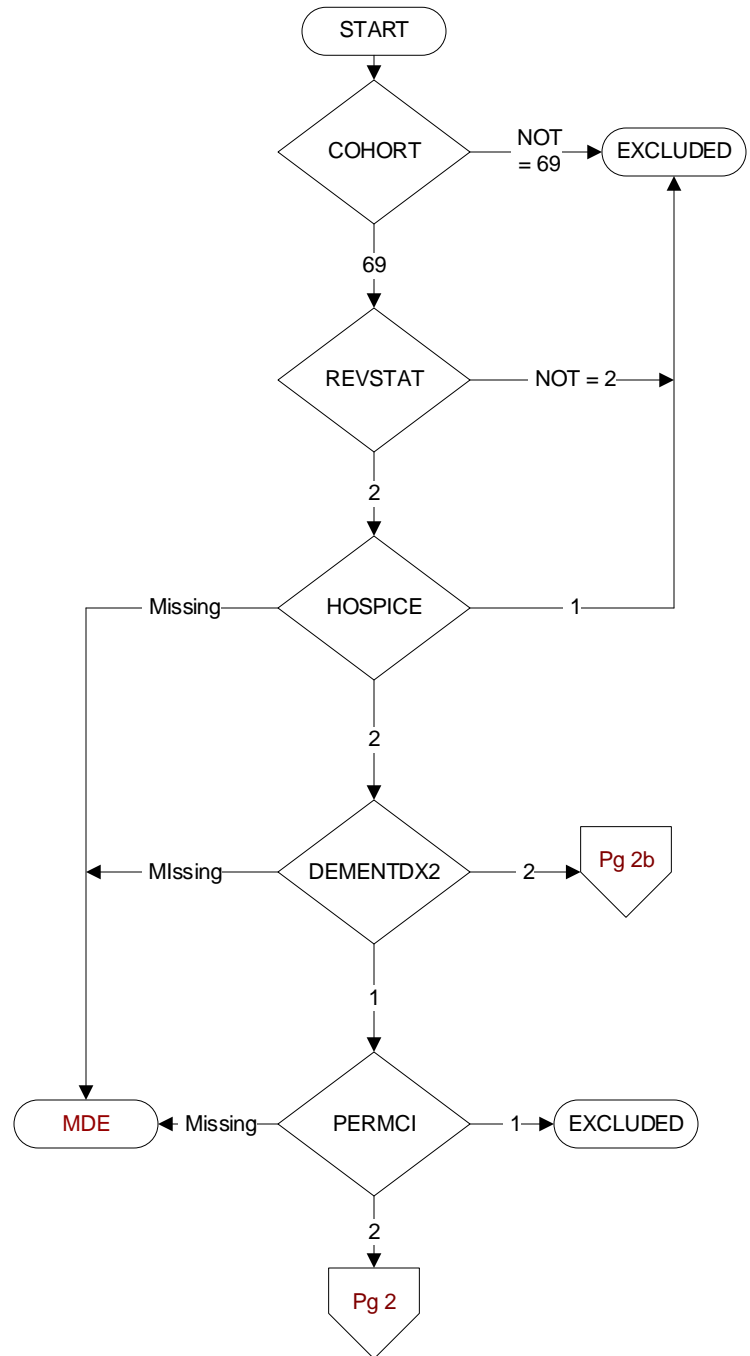 START
COHORT
NOT
= 69
EXCLUDED
69
REVSTAT
NOT = 2
2
Missing
HOSPICE
1
2
MIssing
DEMENTDX2
2
Pg 2b
1
MDE
Missing
PERMCI
1
EXCLUDED
2
Pg 2